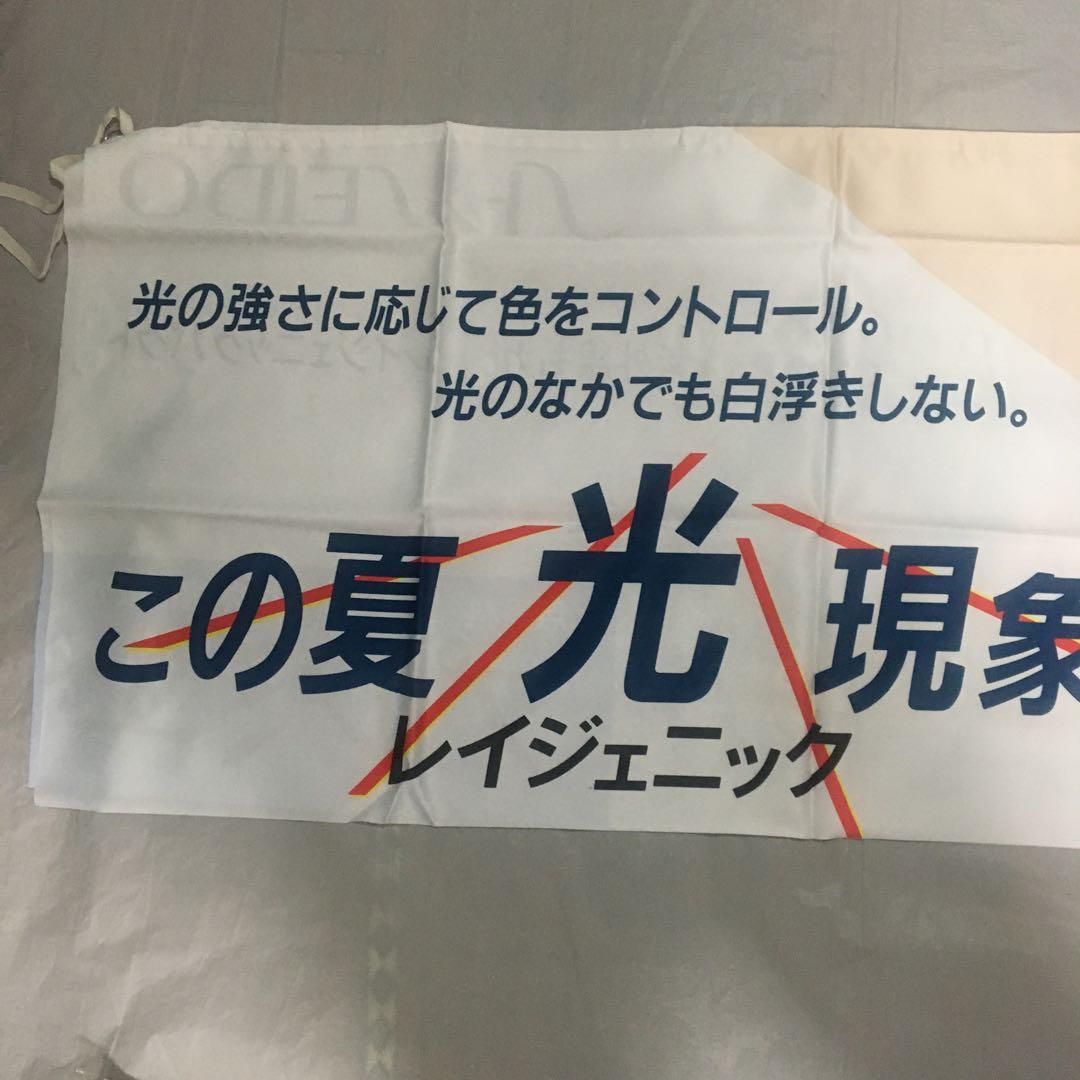 SHISEIDO
光の強さに応じて色をコントロール。
光のなかでも白浮きしない。
この夏 光 現象
レイジェニック